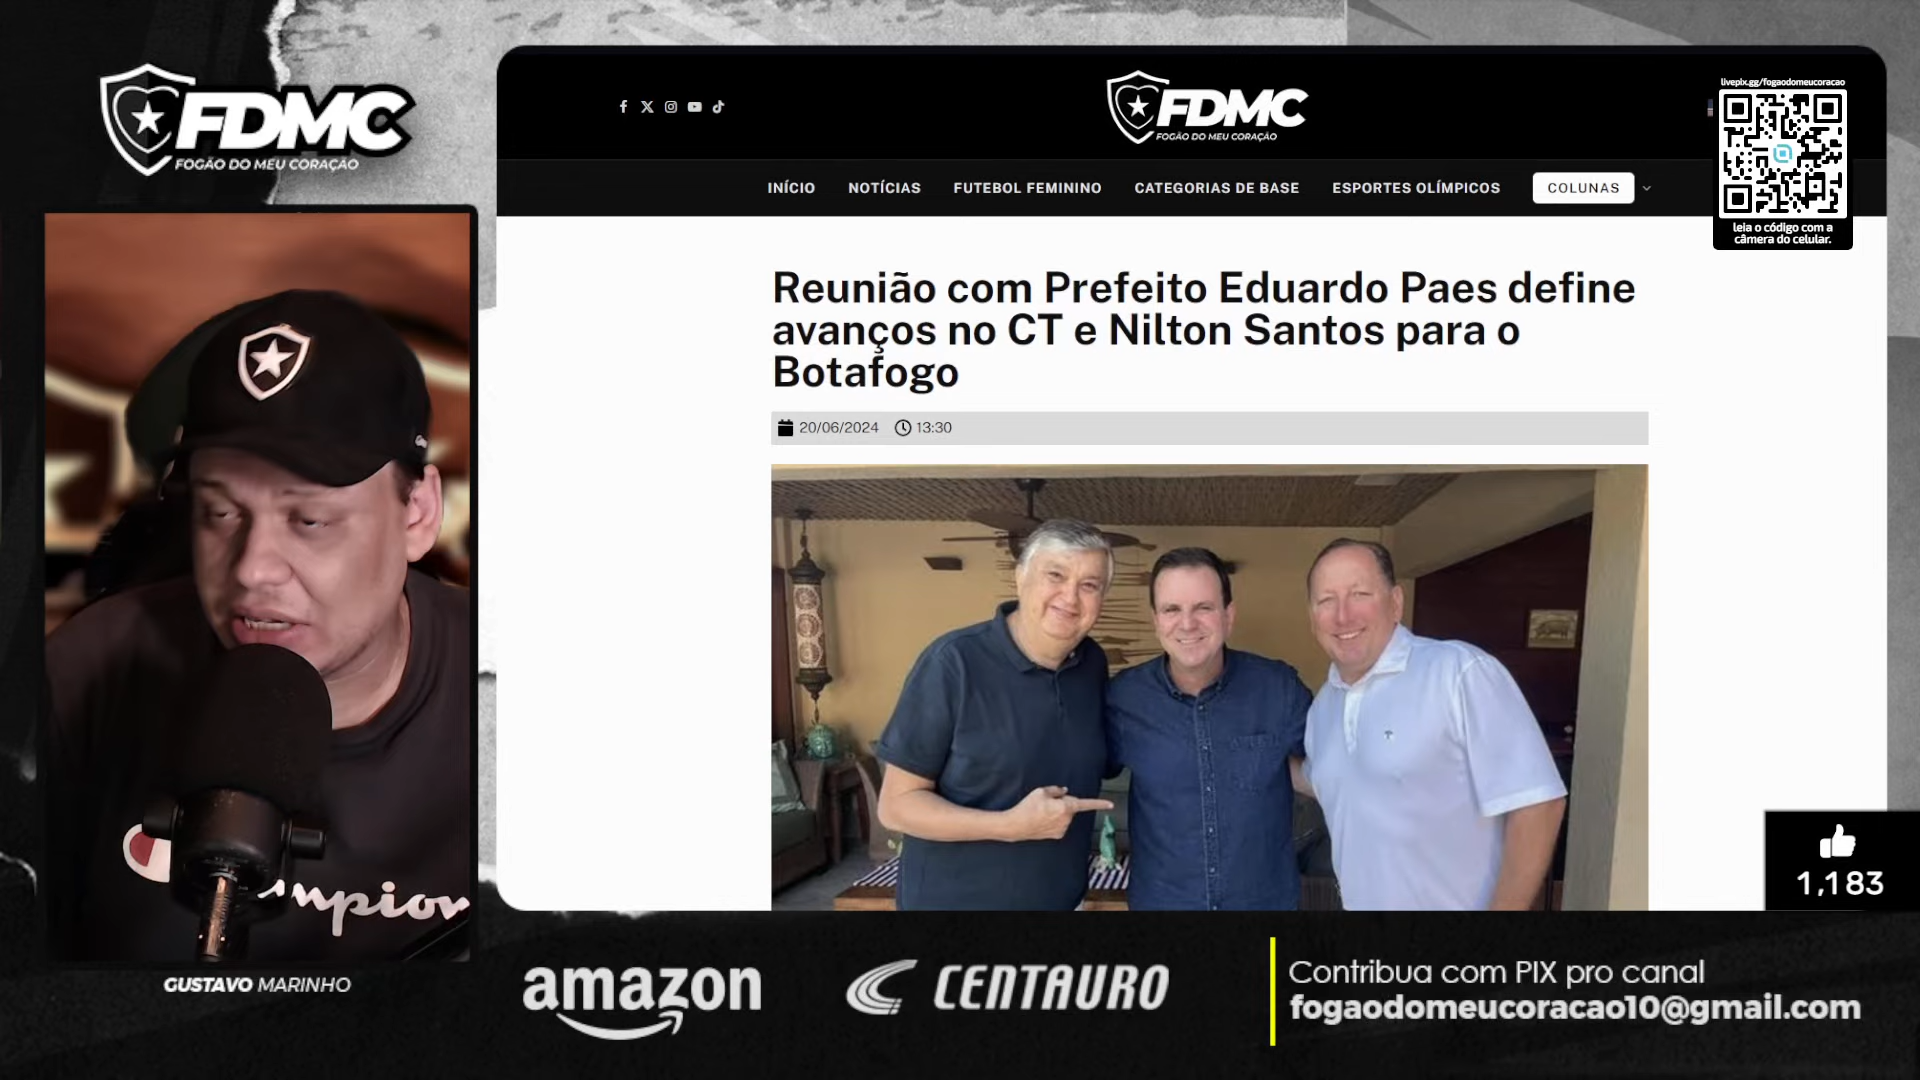 FDMC
FOGÃO DO MEU CORAÇÃO
FDMC
FOGÃO DO MEU CORAÇÃO
livepix.gg/fogaodomeucoracao
leia o código com a
câmera do celular.
INÍCIO NOTÍCIAS FUTEBOL FEMININO CATEGORIAS DE BASE ESPORTES OLÍMPICOS COLUNAS
Reunião com Prefeito Eduardo Paes define
avanços no CT e Nilton Santos para o
Botafogo
20/06/2024 13:30
1,183
GUSTAVO MARINHO
amazon
CENTAURO
Contribua com PIX pro canal
fogaodomeucoracao10@gmail.com